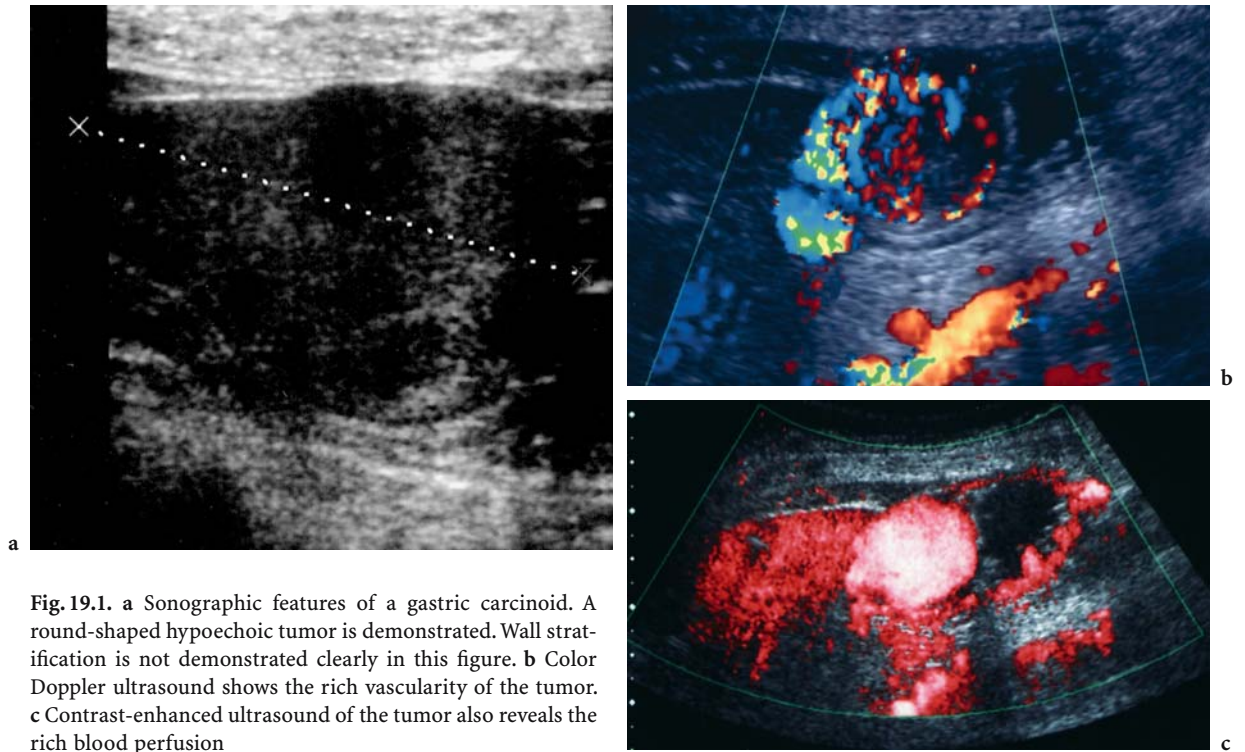 a
b
c
Fig. 19.1. a Sonographic features of a gastric carcinoid. A
round-shaped hypoechoic tumor is demonstrated. Wall strat-
ification is not demonstrated clearly in this figure. b Color
Doppler ultrasound shows the rich vascularity of the tumor.
c Contrast-enhanced ultrasound of the tumor also reveals the
rich blood perfusion